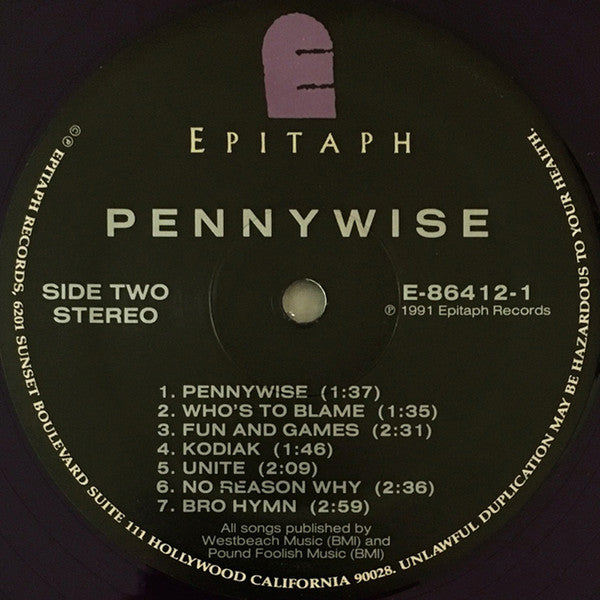 E
EPITAPH
PENNYWISE
SIDE TWO
STEREO
E-86412-1
℗ 1991 Epitaph Records
1. PENNYWISE (1:37)
2. WHO'S TO BLAME (1:35)
3. FUN AND GAMES (2:31)
4. KODIAK (1:46)
5. UNITE (2:09)
6. NO REASON WHY (2:36)
7. BRO HYMN (2:59)
All songs published by
Westbeach Music (BMI) and
Pound Foolish Music (BMI)
©℗ EPITAPH RECORDS, 6201 SUNSET BOULEVARD SUITE 111 HOLLYWOOD CALIFORNIA 90028. UNLAWFUL DUPLICATION MAY BE HAZARDOUS TO YOUR HEALTH.